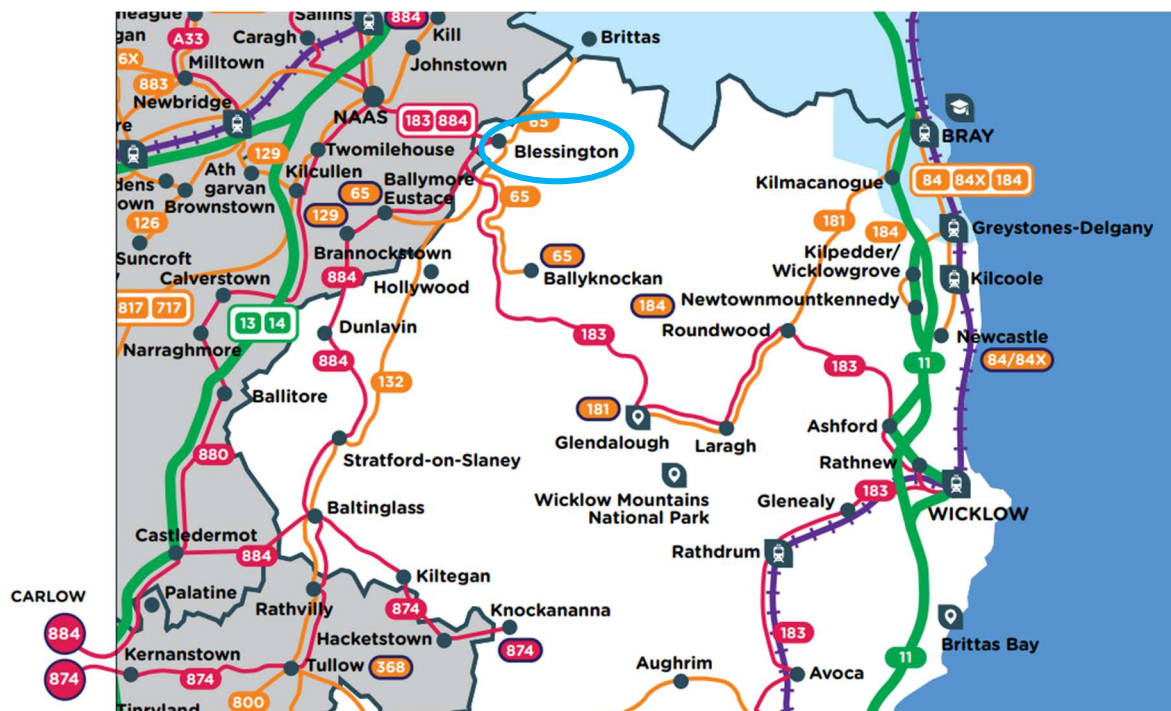 neague
Sallins
884
gan
A33
Caragh
Kill
Brittas
6X
Milltown
Johnstown
883
Newbridge
NAAS
183 884
65
BRAY
re
Twomilehouse
Blessington
129
Ath
garvan
Kilcullen
Ballymore
Eustace
65
65
Kilmacanogue
84 84X 184
dens
own
Brownstown
129
181
126
184
Greystones-Delgany
Suncroft
Brannockstown
65
Kilpedder/
Wicklowgrove
Calverstown
884
Ballyknockan
Kilcoole
Hollywood
184
Newtownmountkennedy
817 717
13 14
Dunlavin
183
Roundwood
Newcastle
Narraghmore
884
183
11
84/84X
132
Ballitore
181
Glendalough
Laragh
Ashford
880
Stratford-on-Slaney
Rathnew
Wicklow Mountains
National Park
Glenealy
183
WICKLOW
Baltinglass
Castledermot
884
Rathdrum
Kiltegan
CARLOW
Palatine
Rathvilly
874
Knockananna
884
Hacketstown
874
183
Brittas Bay
Kernanstown
874
874
Tullow
368
Aughrim
Avoca
11
800
Tinryland